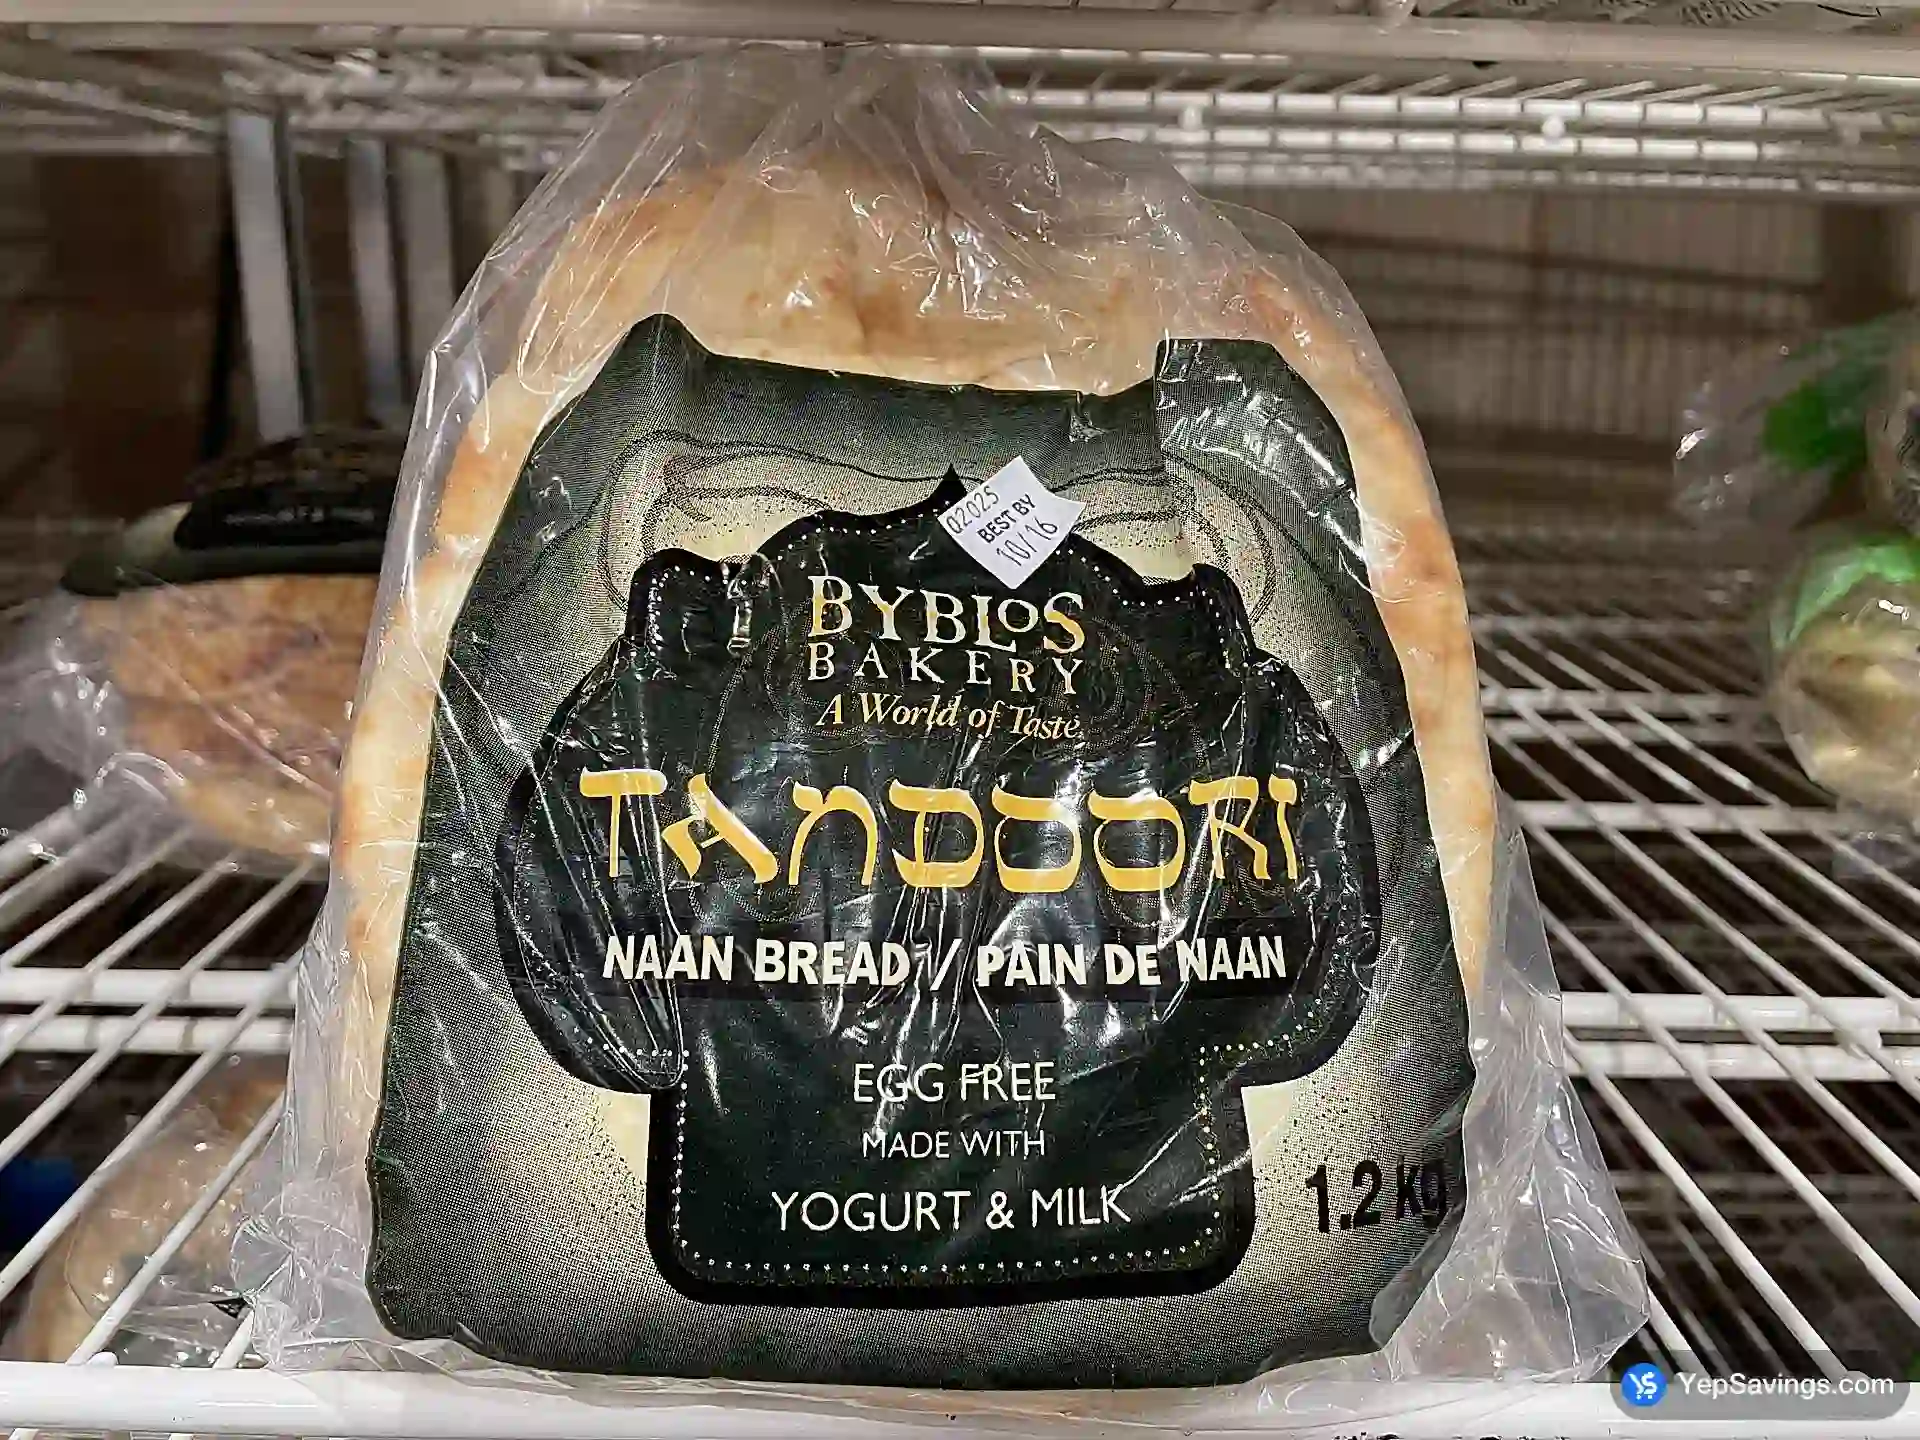 02025
BEST BY
10/16
BYBLOS
BAKERY
A World of Taste
TANDOORI
NAAN BREAD / PAIN DE NAAN
EGG FREE
MADE WITH
YOGURT & MILK
1.2 KG
YepSavings.com